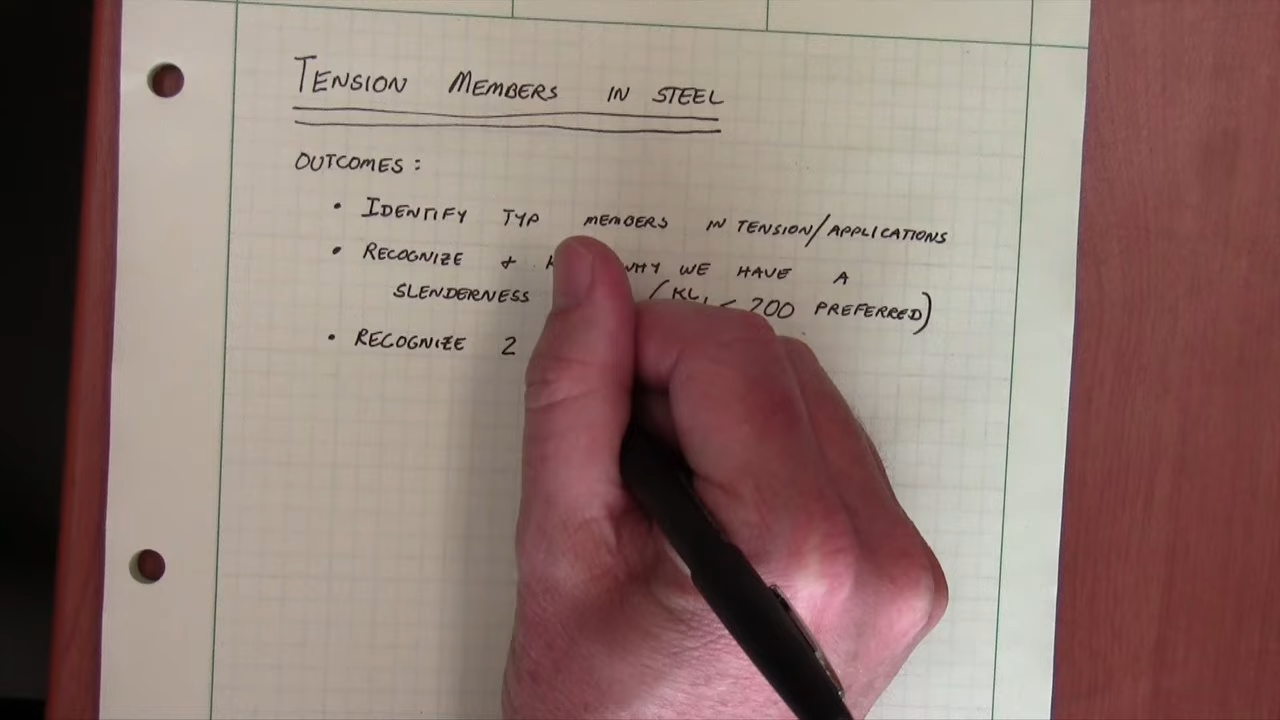 TENSION MEMBERS IN STEEL
OUTCOMES:
• IDENTIFY TYP MEMBERS IN TENSION/APPLICATIONS
• RECOGNIZE & WHY WE HAVE A
SLENDERNESS (KL < 200 PREFERRED)
• RECOGNIZE 2